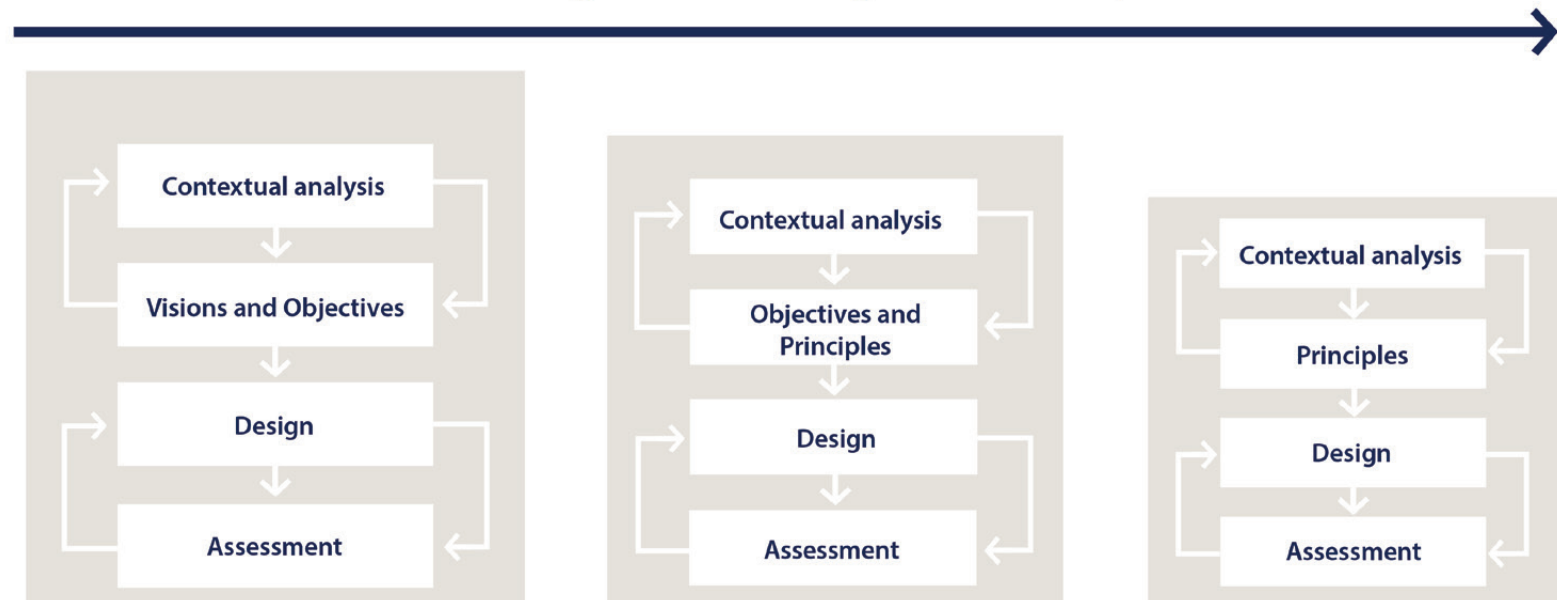 Contextual analysis
Visions and Objectives
Design
Assessment
Contextual analysis
Objectives and
Principles
Design
Assessment
Contextual analysis
Principles
Design
Assessment